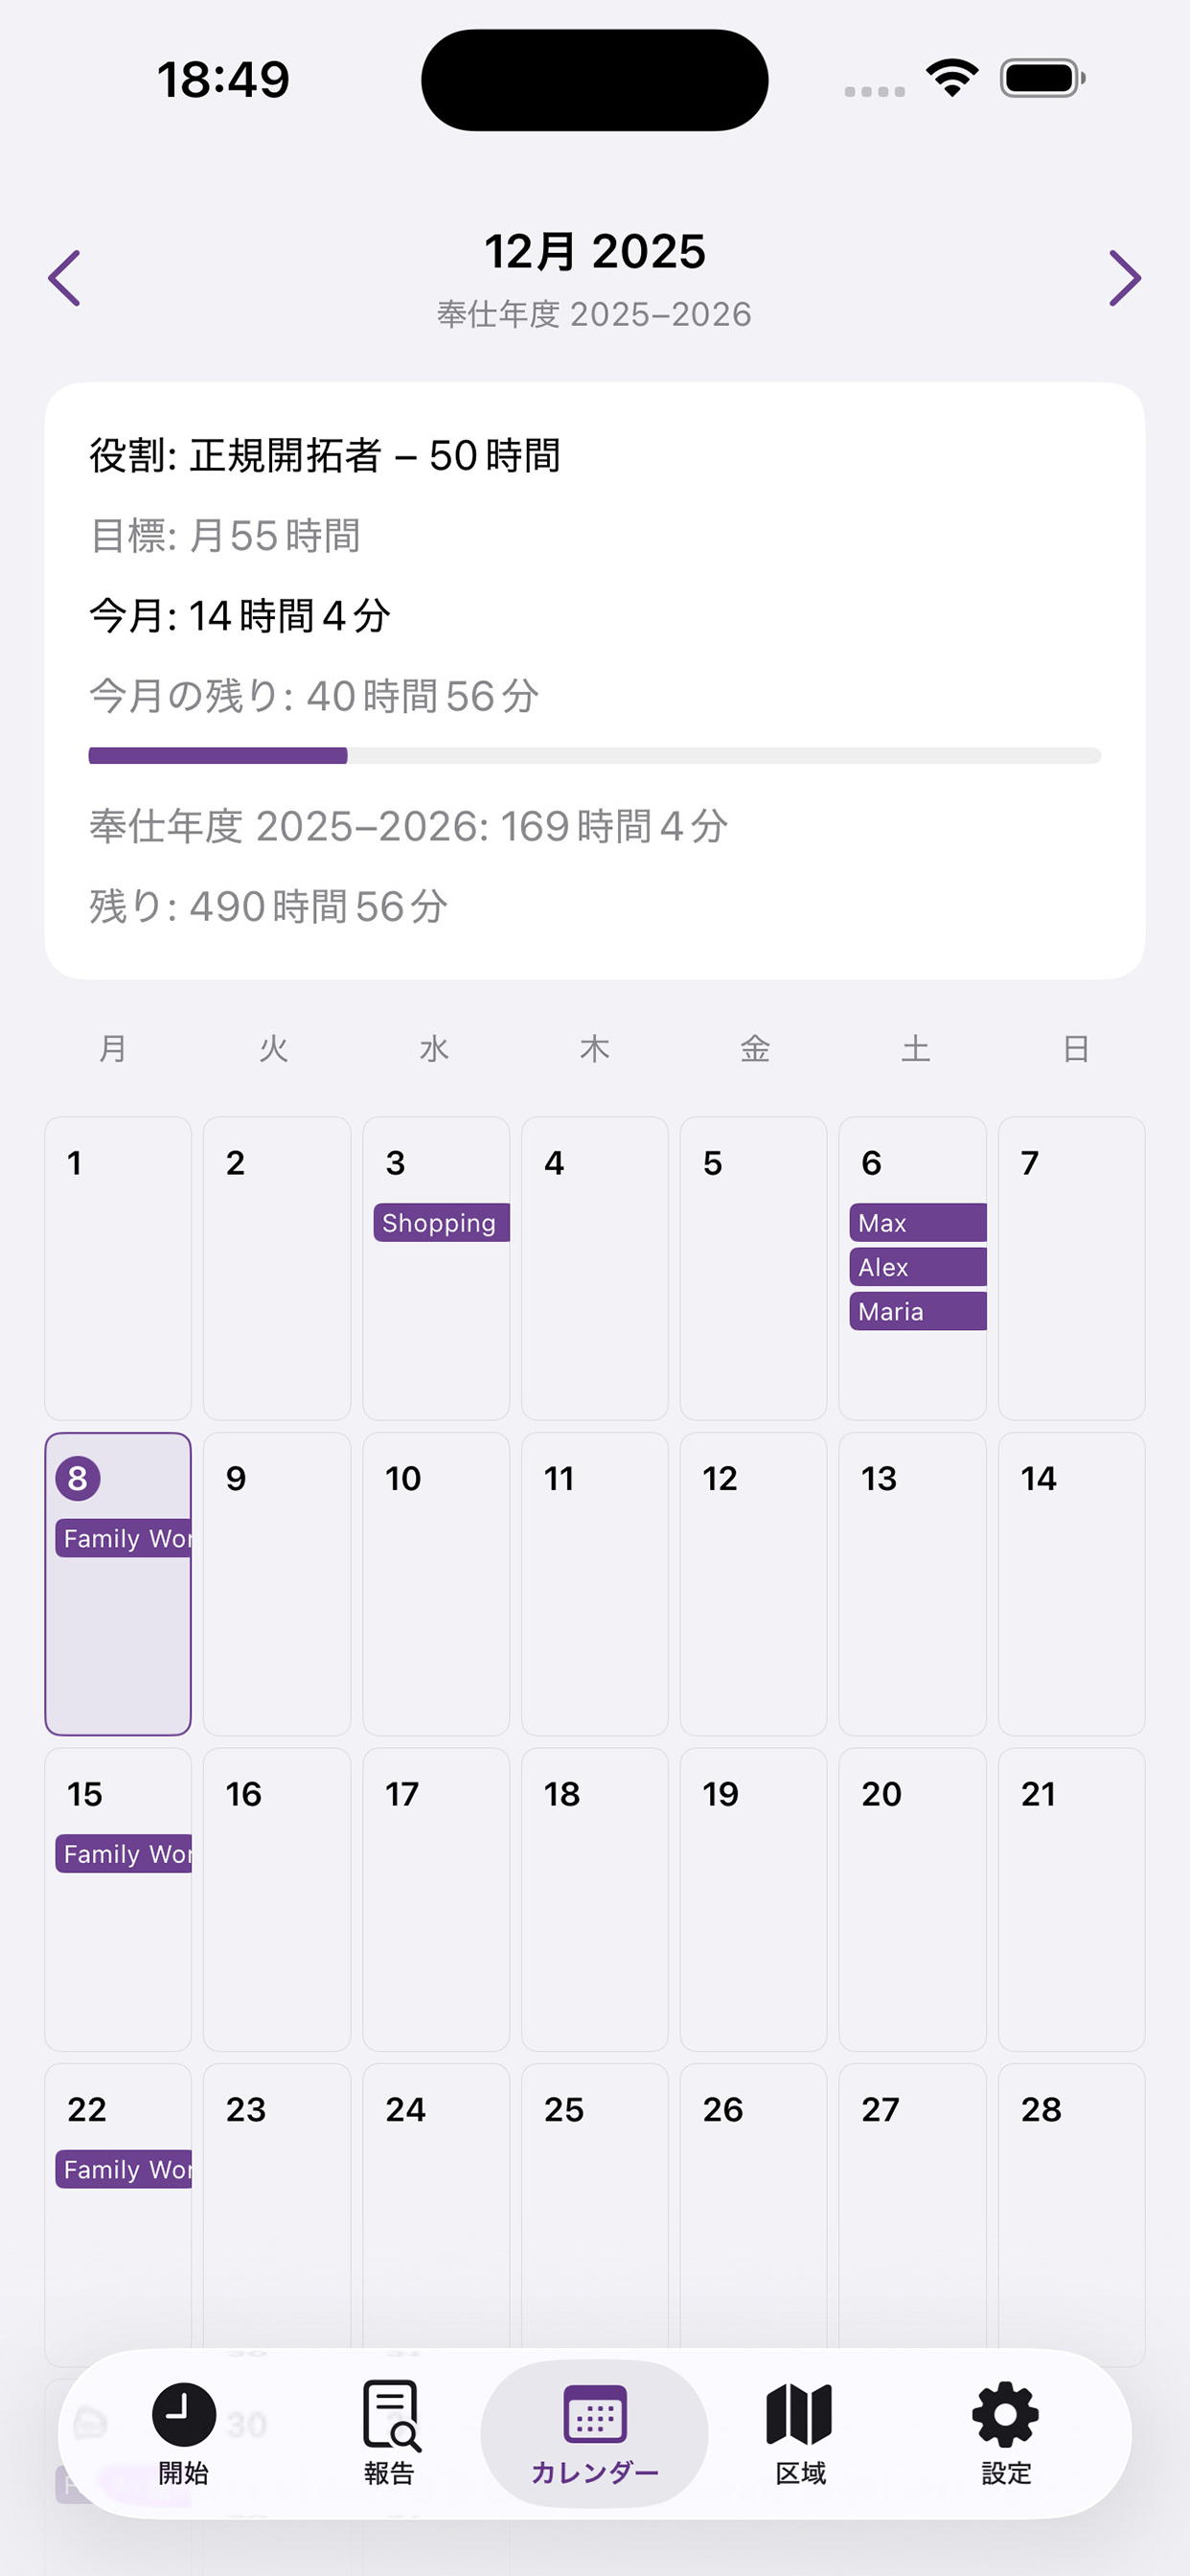 18:49
12月 2025
奉仕年度 2025–2026
役割: 正規開拓者 – 50 時間
目標: 月55 時間
今月: 14 時間 4 分
今月の残り: 40 時間 56 分
奉仕年度 2025–2026: 169 時間 4 分
残り: 490 時間 56 分
月 火 水 木 金 土 日
1 2 3 4 5 6 7
Shopping Max
Alex
Maria
8 9 10 11 12 13 14
Family Wor
15 16 17 18 19 20 21
Family Wor
22 23 24 25 26 27 28
Family Wor
30
開始 報告 カレンダー 区域 設定